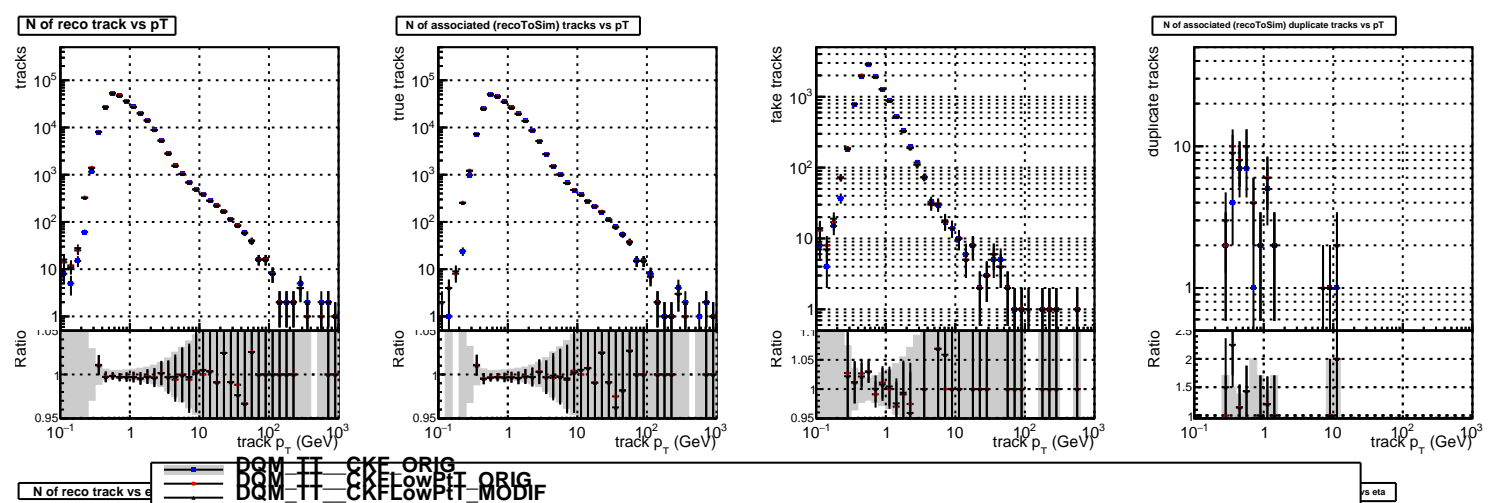 N of reco track vs pT
N of associated (recoToSim) tracks vs pT
N of associated (recoToSim) duplicate tracks vs pT
tracks
10^5
10^4
10^3
10^2
10
1
true tracks
10^5
10^4
10^3
10^2
10
1
fake tracks
10^3
10^2
10
1
duplicate tracks
10
1
Ratio
1.05
1
0.95
Ratio
1.05
1
0.95
Ratio
1.1
1.05
1
0.95
Ratio
2.5
2
1.5
1
10^-1 1 10 10^2 10^3
track p_T (GeV)
10^-1 1 10 10^2 10^3
track p_T (GeV)
10^-1 1 10 10^2 10^3
track p_T (GeV)
10^-1 1 10 10^2 10^3
track p_T (GeV)
DQM_TT__CKF_ORIG
DQM_TT__CKFLowPtT_ORIG
DQM_TT__CKFLowPtT_MODIF
N of reco track vs e
vs eta